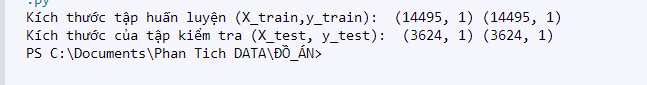 .py
Kích thước tập huấn luyện (X_train,y_train):  (14495, 1) (14495, 1)
Kích thước của tập kiểm tra (X_test, y_test):  (3624, 1) (3624, 1)
PS C:\Documents\Phan Tich DATA\ĐỒ_ÁN>